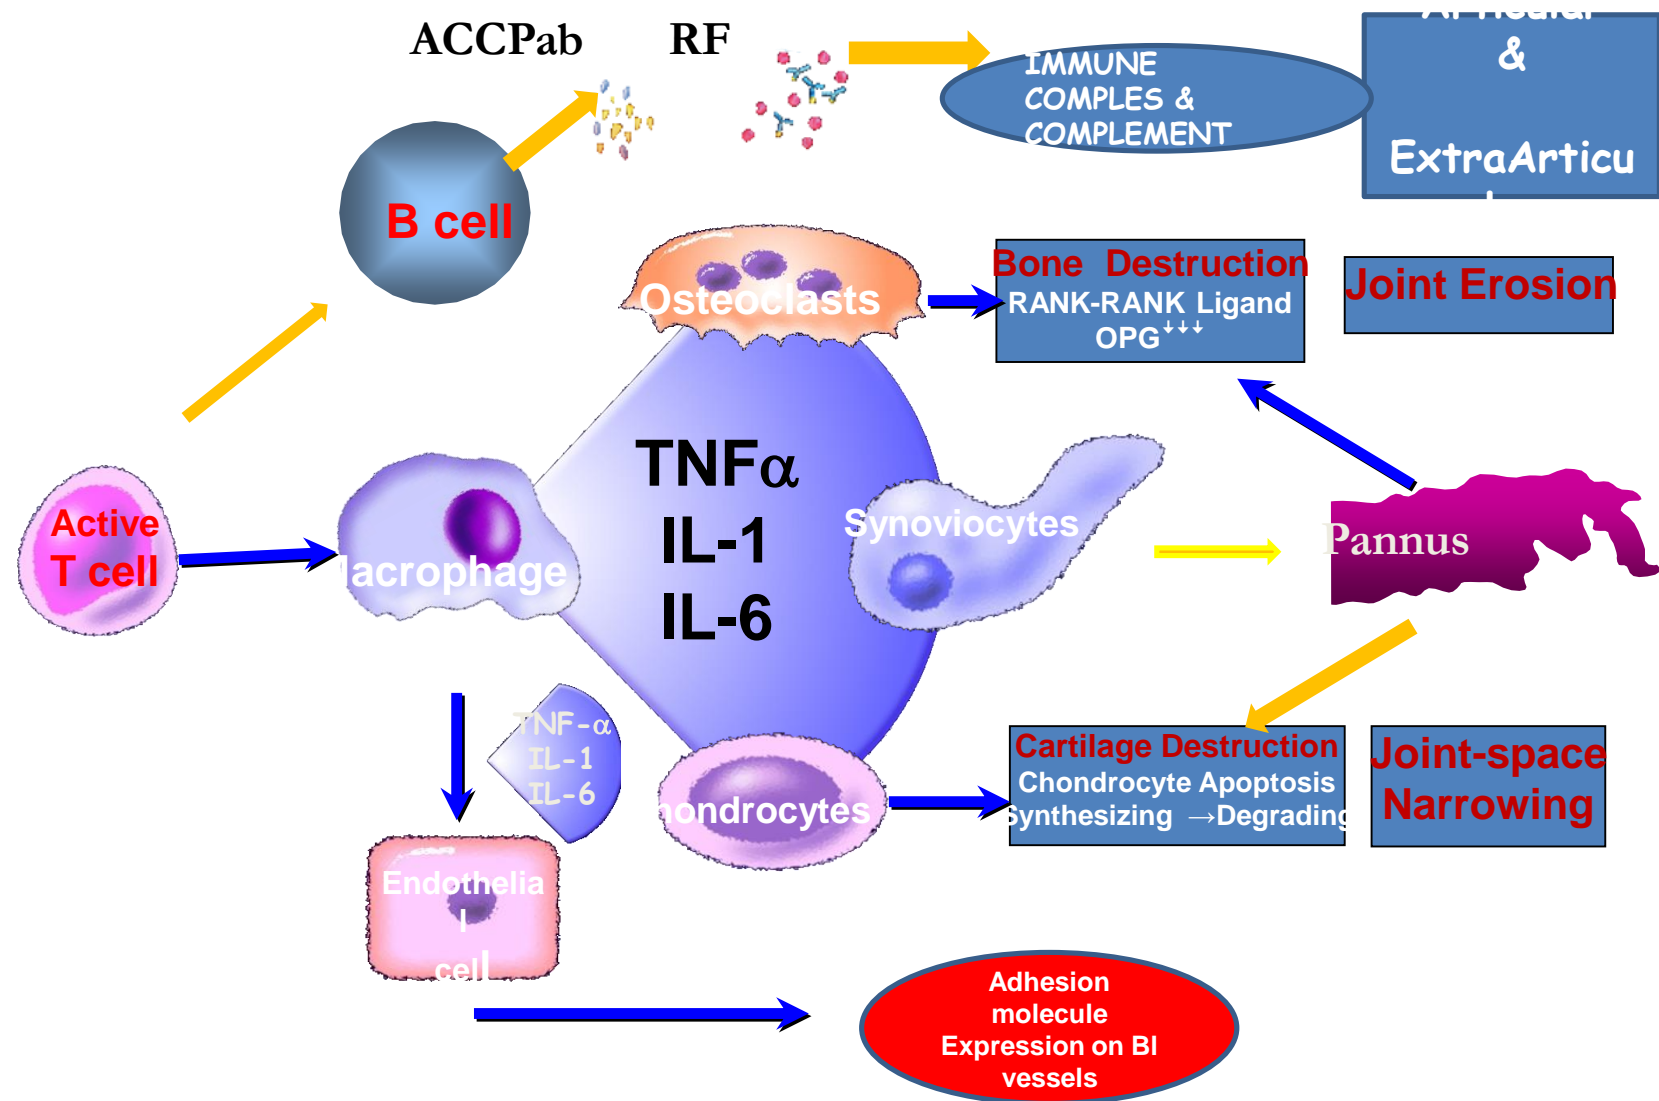 ACCPab RF
IMMUNE
COMPLES &
COMPLEMENT
Articular
&
ExtraArticu
B cell
Osteoclasts
Bone Destruction
RANK-RANK Ligand
OPG↓↓↓
Joint Erosion
TNFα
IL-1
IL-6
Active
T cell
acrophage
Synoviocytes
Pannus
TNF-α
IL-1
IL-6
hondrocytes
Cartilage Destruction
Chondrocyte Apoptosis
Synthesizing →Degrading
Joint-space
Narrowing
Endothelia
l
cell
Adhesion
molecule
Expression on Bl
vessels